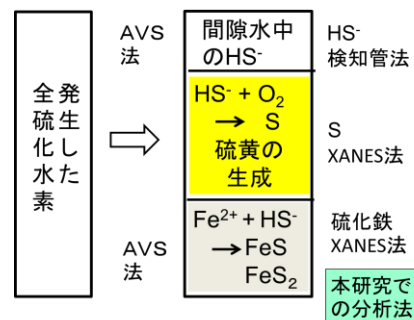 発生した
全硫化水素
AVS
法
間隙水中
のHS-
HS-
検知管法
HS- + O2
→ S
硫黄の
生成
S
XANES法
AVS
法
Fe2+ + HS-
→FeS
FeS2
硫化鉄
XANES法
本研究で
の分析法